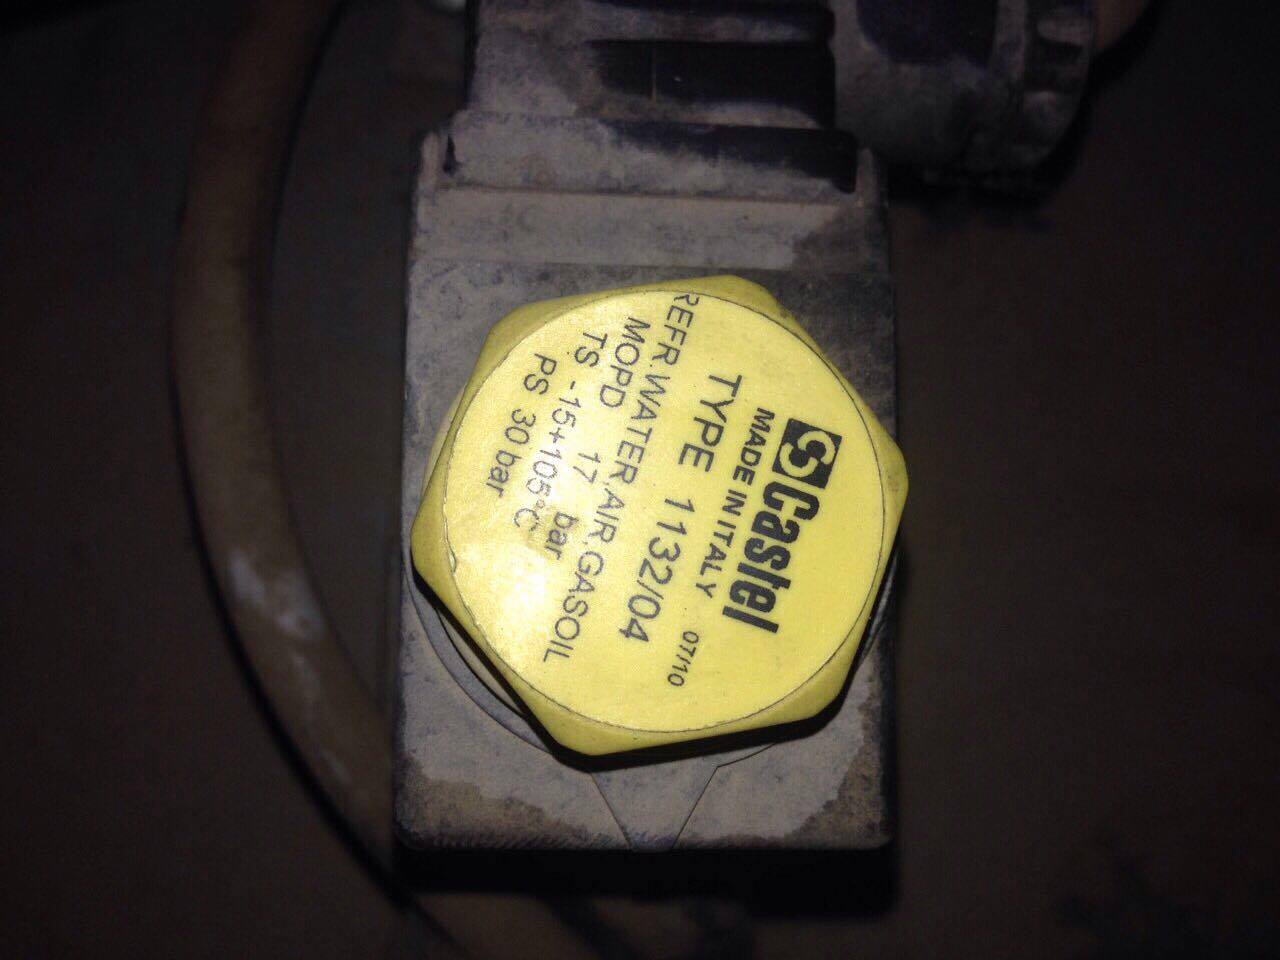 Castel
MADE IN ITALY 07/10
TYPE 1132/04
REFR.WATER.AIR.GASOIL
MOPD 17 bar
TS -15+105°C
PS 30 bar